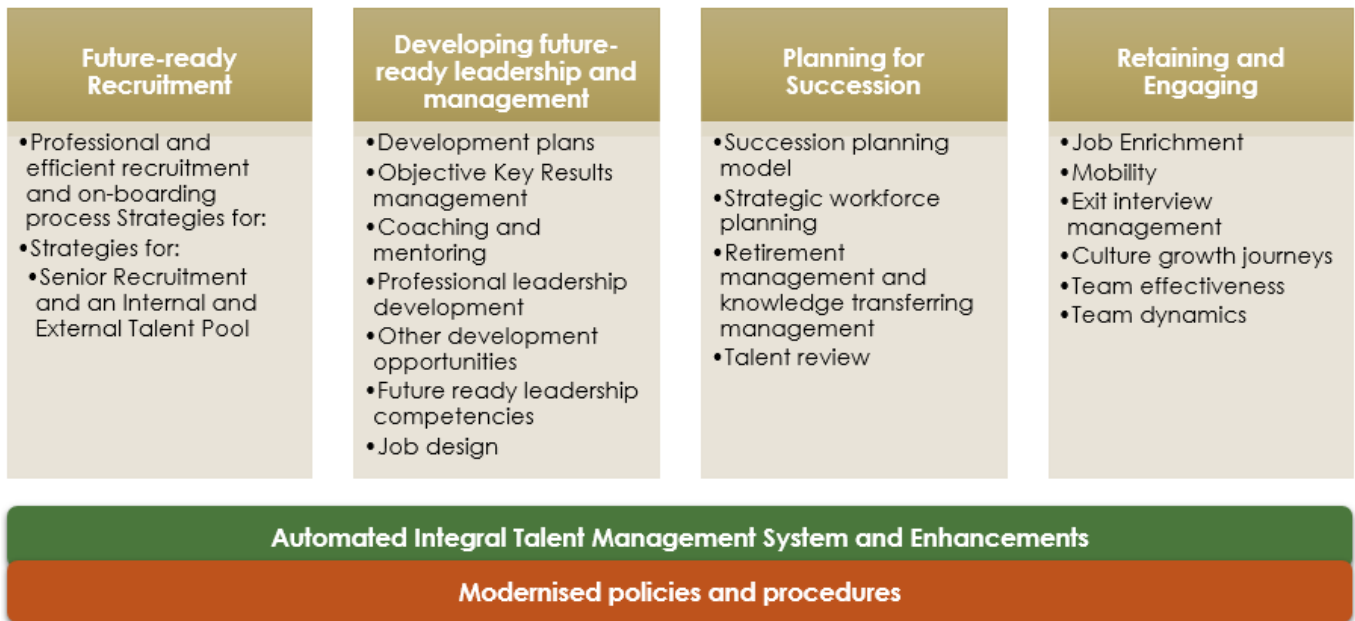 Future-ready
Recruitment
•Professional and
efficient recruitment
and on-boarding
process Strategies for:
•Strategies for:
•Senior Recruitment
and an Internal and
External Talent Pool
Developing future-
ready leadership and
management
•Development plans
•Objective Key Results
management
•Coaching and
mentoring
•Professional leadership
development
•Other development
opportunities
•Future ready leadership
competencies
•Job design
Planning for
Succession
•Succession planning
model
•Strategic workforce
planning
•Retirement
management and
knowledge transferring
management
•Talent review
Retaining and
Engaging
•Job Enrichment
•Mobility
•Exit interview
management
•Culture growth journeys
•Team effectiveness
•Team dynamics
Automated Integral Talent Management System and Enhancements
Modernised policies and procedures